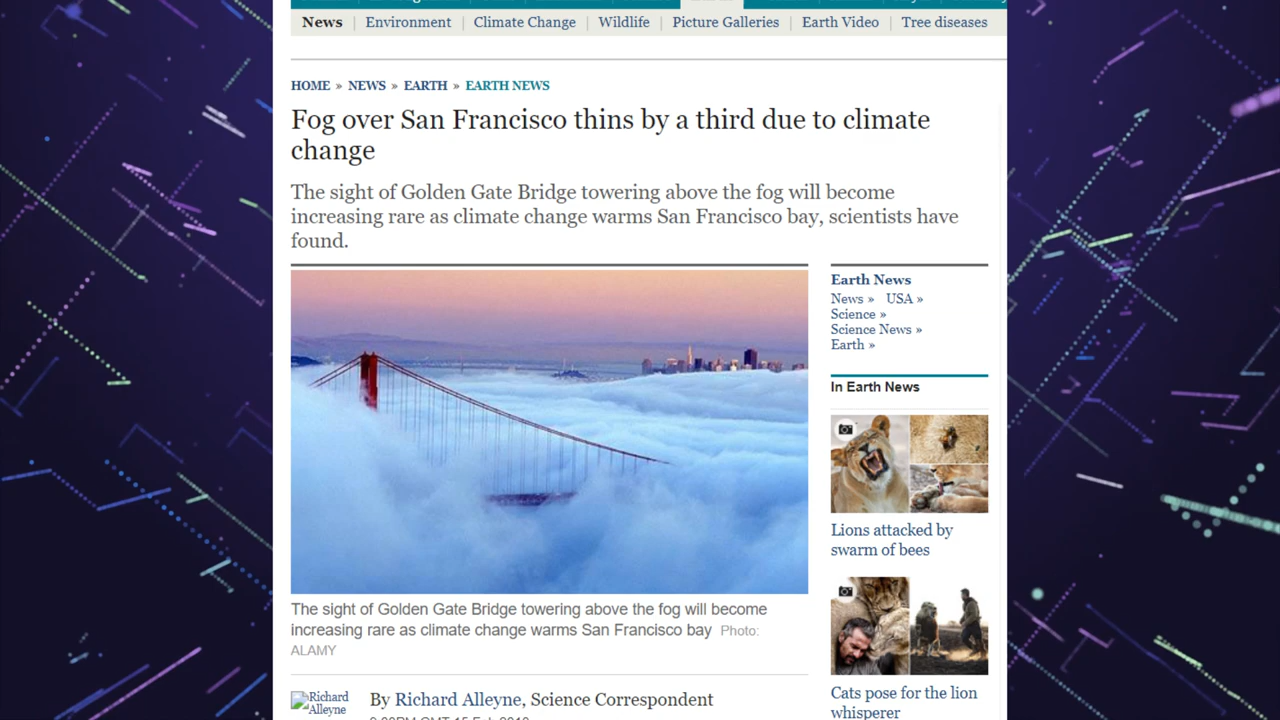 News
Environment
Climate Change
Wildlife
Picture Galleries
Earth Video
Tree diseases
HOME » NEWS » EARTH » EARTH NEWS
Fog over San Francisco thins by a third due to climate
change
The sight of Golden Gate Bridge towering above the fog will become
increasing rare as climate change warms San Francisco bay, scientists have
found.
Earth News
News » USA »
Science »
Science News »
Earth »
In Earth News
Lions attacked by
swarm of bees
Cats pose for the lion
whisperer
The sight of Golden Gate Bridge towering above the fog will become
increasing rare as climate change warms San Francisco bay Photo:
ALAMY
Richard
Alleyne
By Richard Alleyne, Science Correspondent